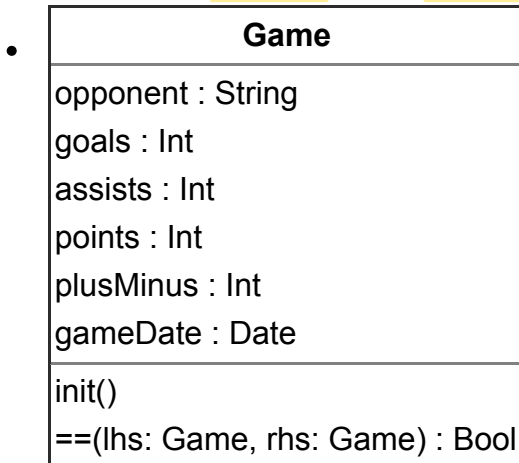 Game
opponent : String
goals : Int
assists : Int
points : Int
plusMinus : Int
gameDate : Date
init()
==(lhs: Game, rhs: Game) : Bool